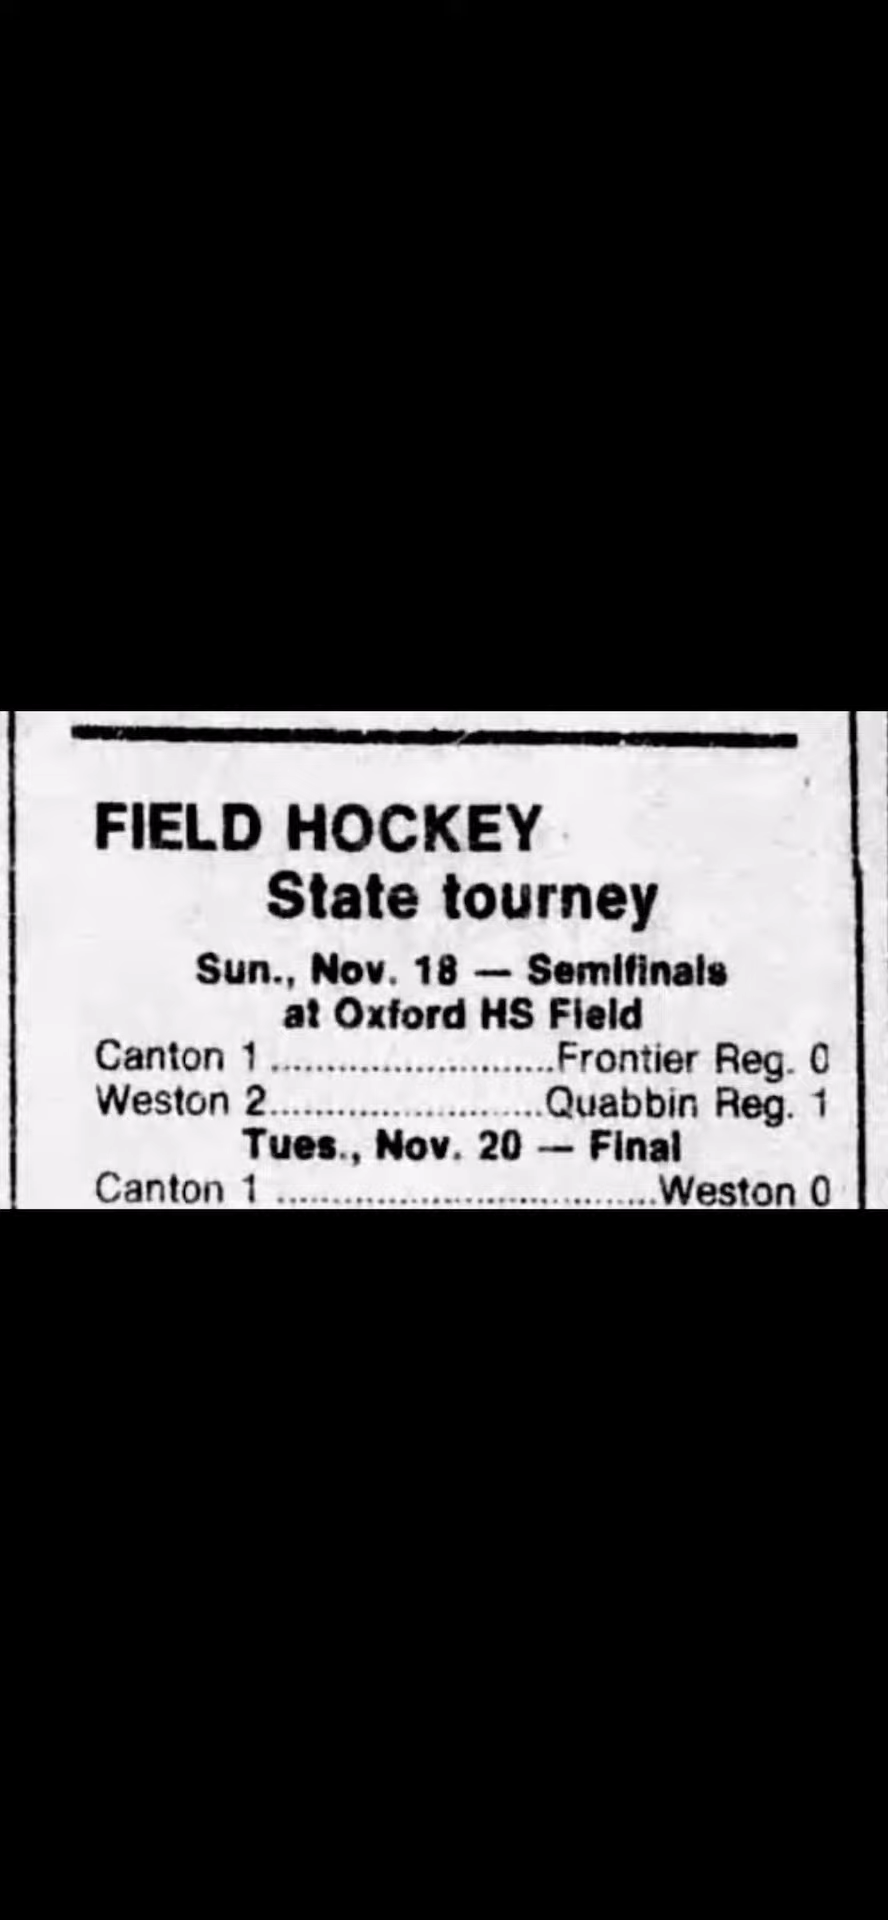 FIELD HOCKEY
State tourney
Sun., Nov. 18 — Semifinals
at Oxford HS Field
Canton 1 ..........................Frontier Reg. 0
Weston 2.........................Quabbin Reg. 1
Tues., Nov. 20 — Final
Canton 1 ...................................Weston 0